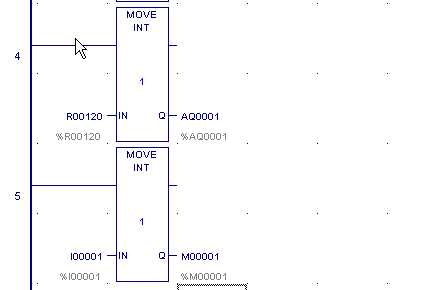 MOVE
INT
4
1
R00120 IN Q AQ0001
%R00120 %AQ0001
MOVE
INT
5
1
I00001 IN Q M00001
%I00001 %M00001